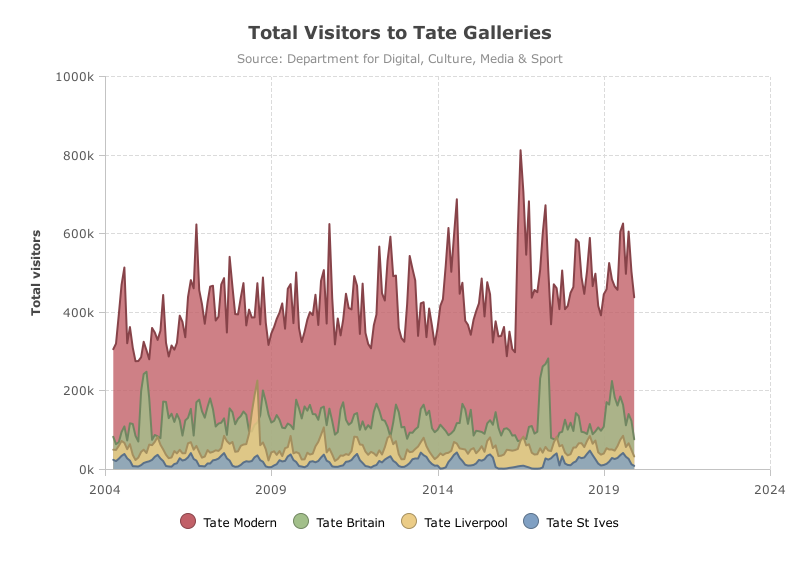 Total Visitors to Tate Galleries
Source: Department for Digital, Culture, Media & Sport
Total visitors
1000k
800k
600k
400k
200k
0k
2004
2009
2014
2019
2024
Tate Modern
Tate Britain
Tate Liverpool
Tate St Ives